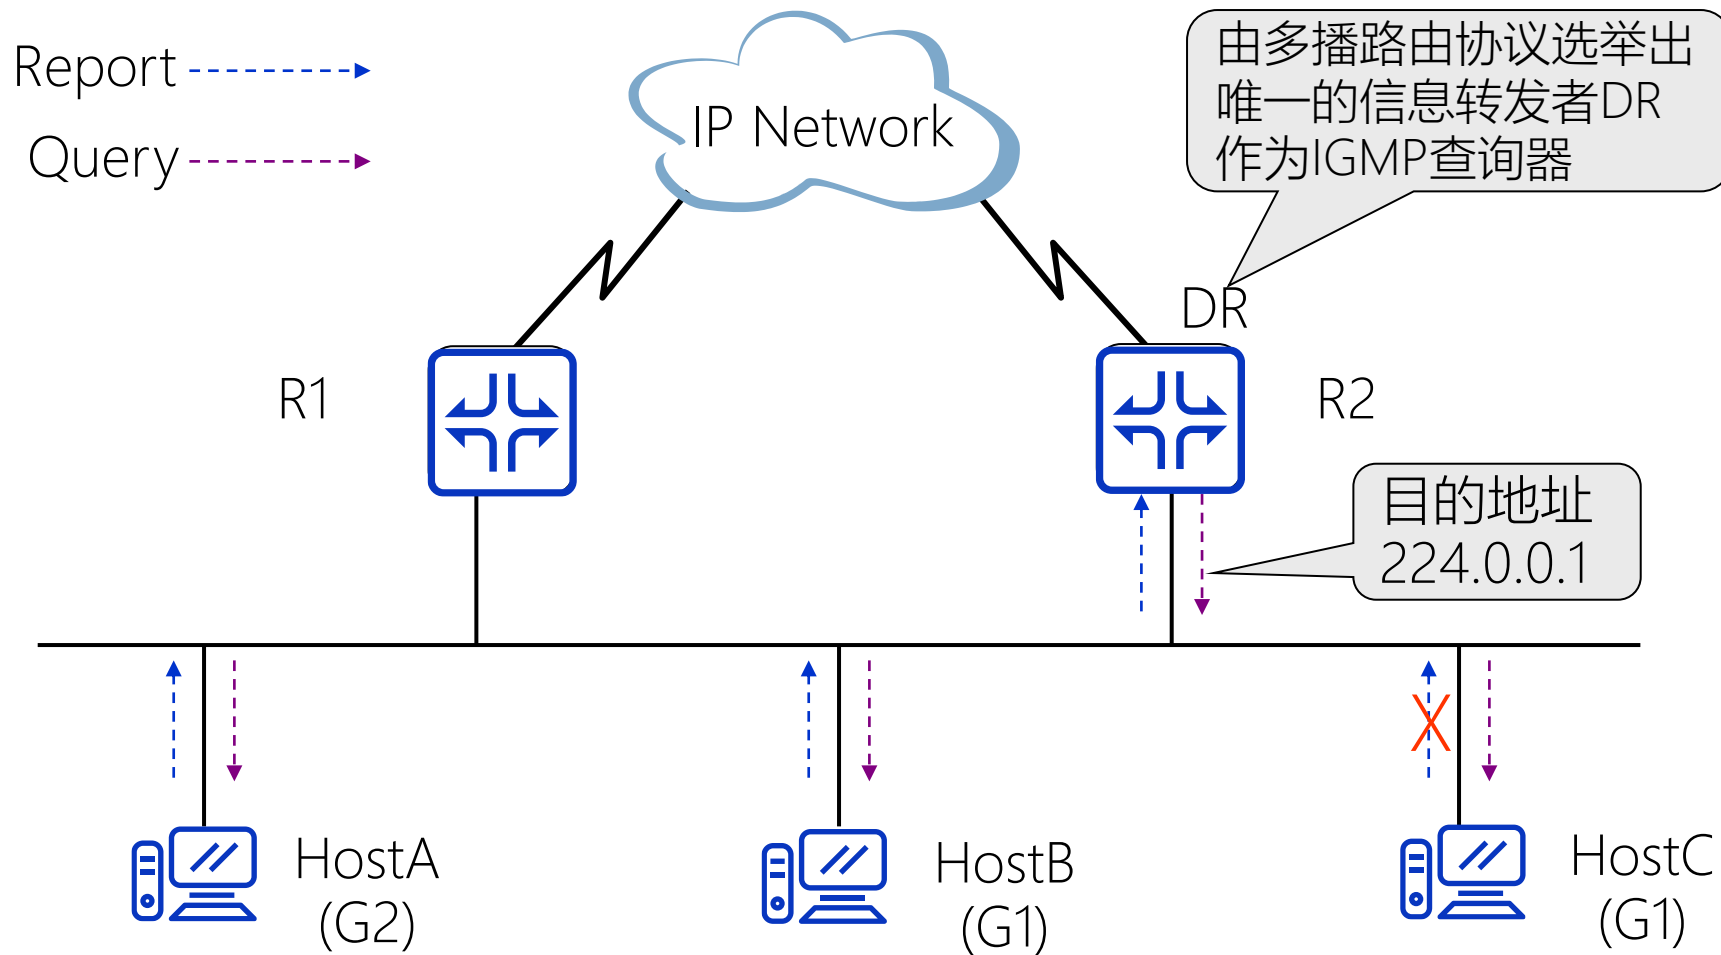 Report
Query
IP Network
由多播路由协议选举出
唯一的信息转发者DR
作为IGMP查询器
DR
R1
R2
目的地址
224.0.0.1
X
HostA
(G2)
HostB
(G1)
HostC
(G1)